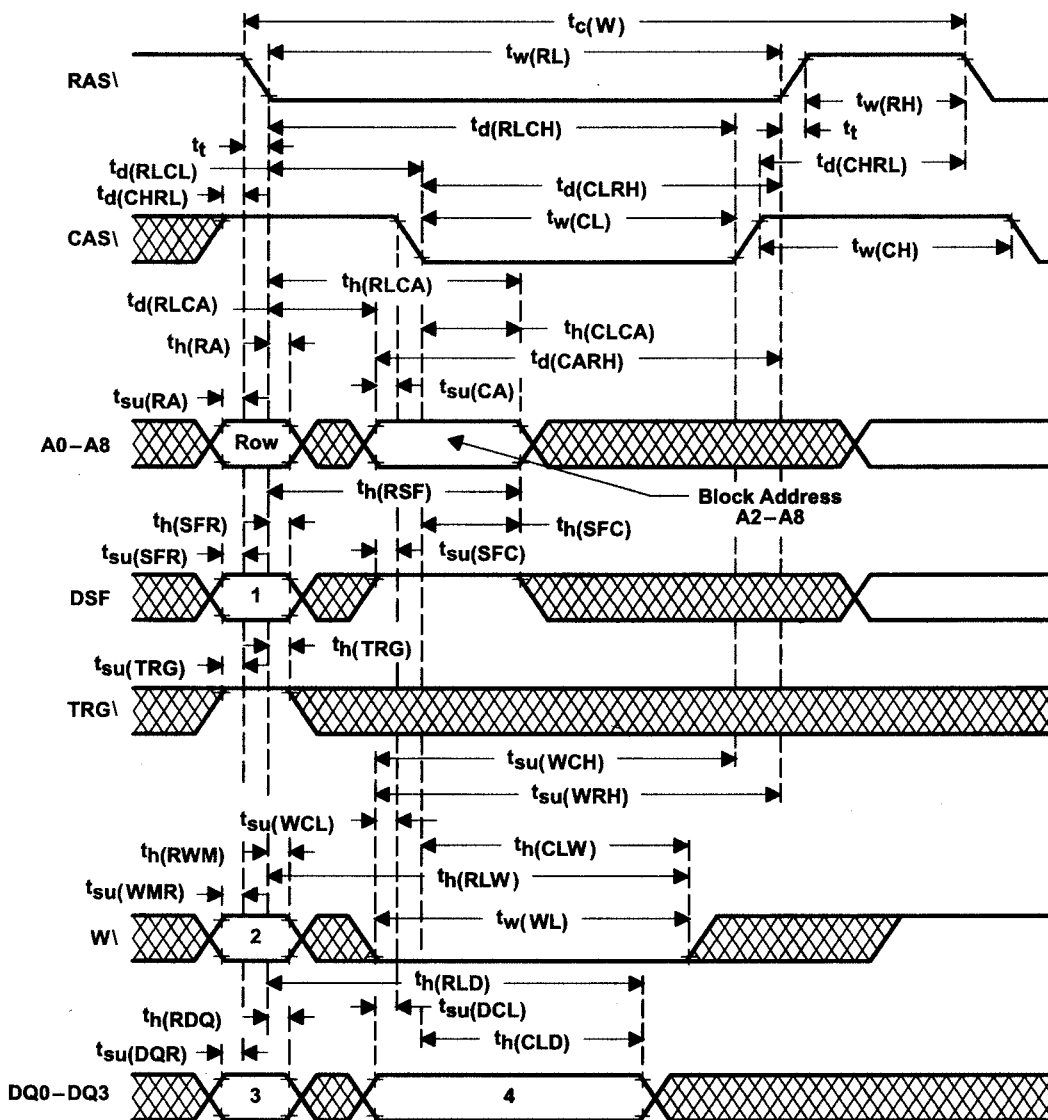 tc(W)
tw(RL)
RAS\
tw(RH)
td(RLCH)
tt
tt
td(RLCL)
td(CHRL)
td(CHRL)
td(CLRH)
tw(CL)
CAS\
tw(CH)
th(RLCA)
td(RLCA)
th(CLCA)
th(RA)
td(CARH)
tsu(RA)
tsu(CA)
A0–A8
Row
th(RSF)
Block Address
A2–A8
th(SFR)
th(SFC)
tsu(SFR)
tsu(SFC)
DSF
1
th(TRG)
tsu(TRG)
TRG\
tsu(WCH)
tsu(WRH)
tsu(WCL)
th(CLW)
th(RWM)
th(RLW)
tsu(WMR)
tw(WL)
W\
2
th(RLD)
tsu(DCL)
th(RDQ)
th(CLD)
tsu(DQR)
DQ0–DQ3
3
4